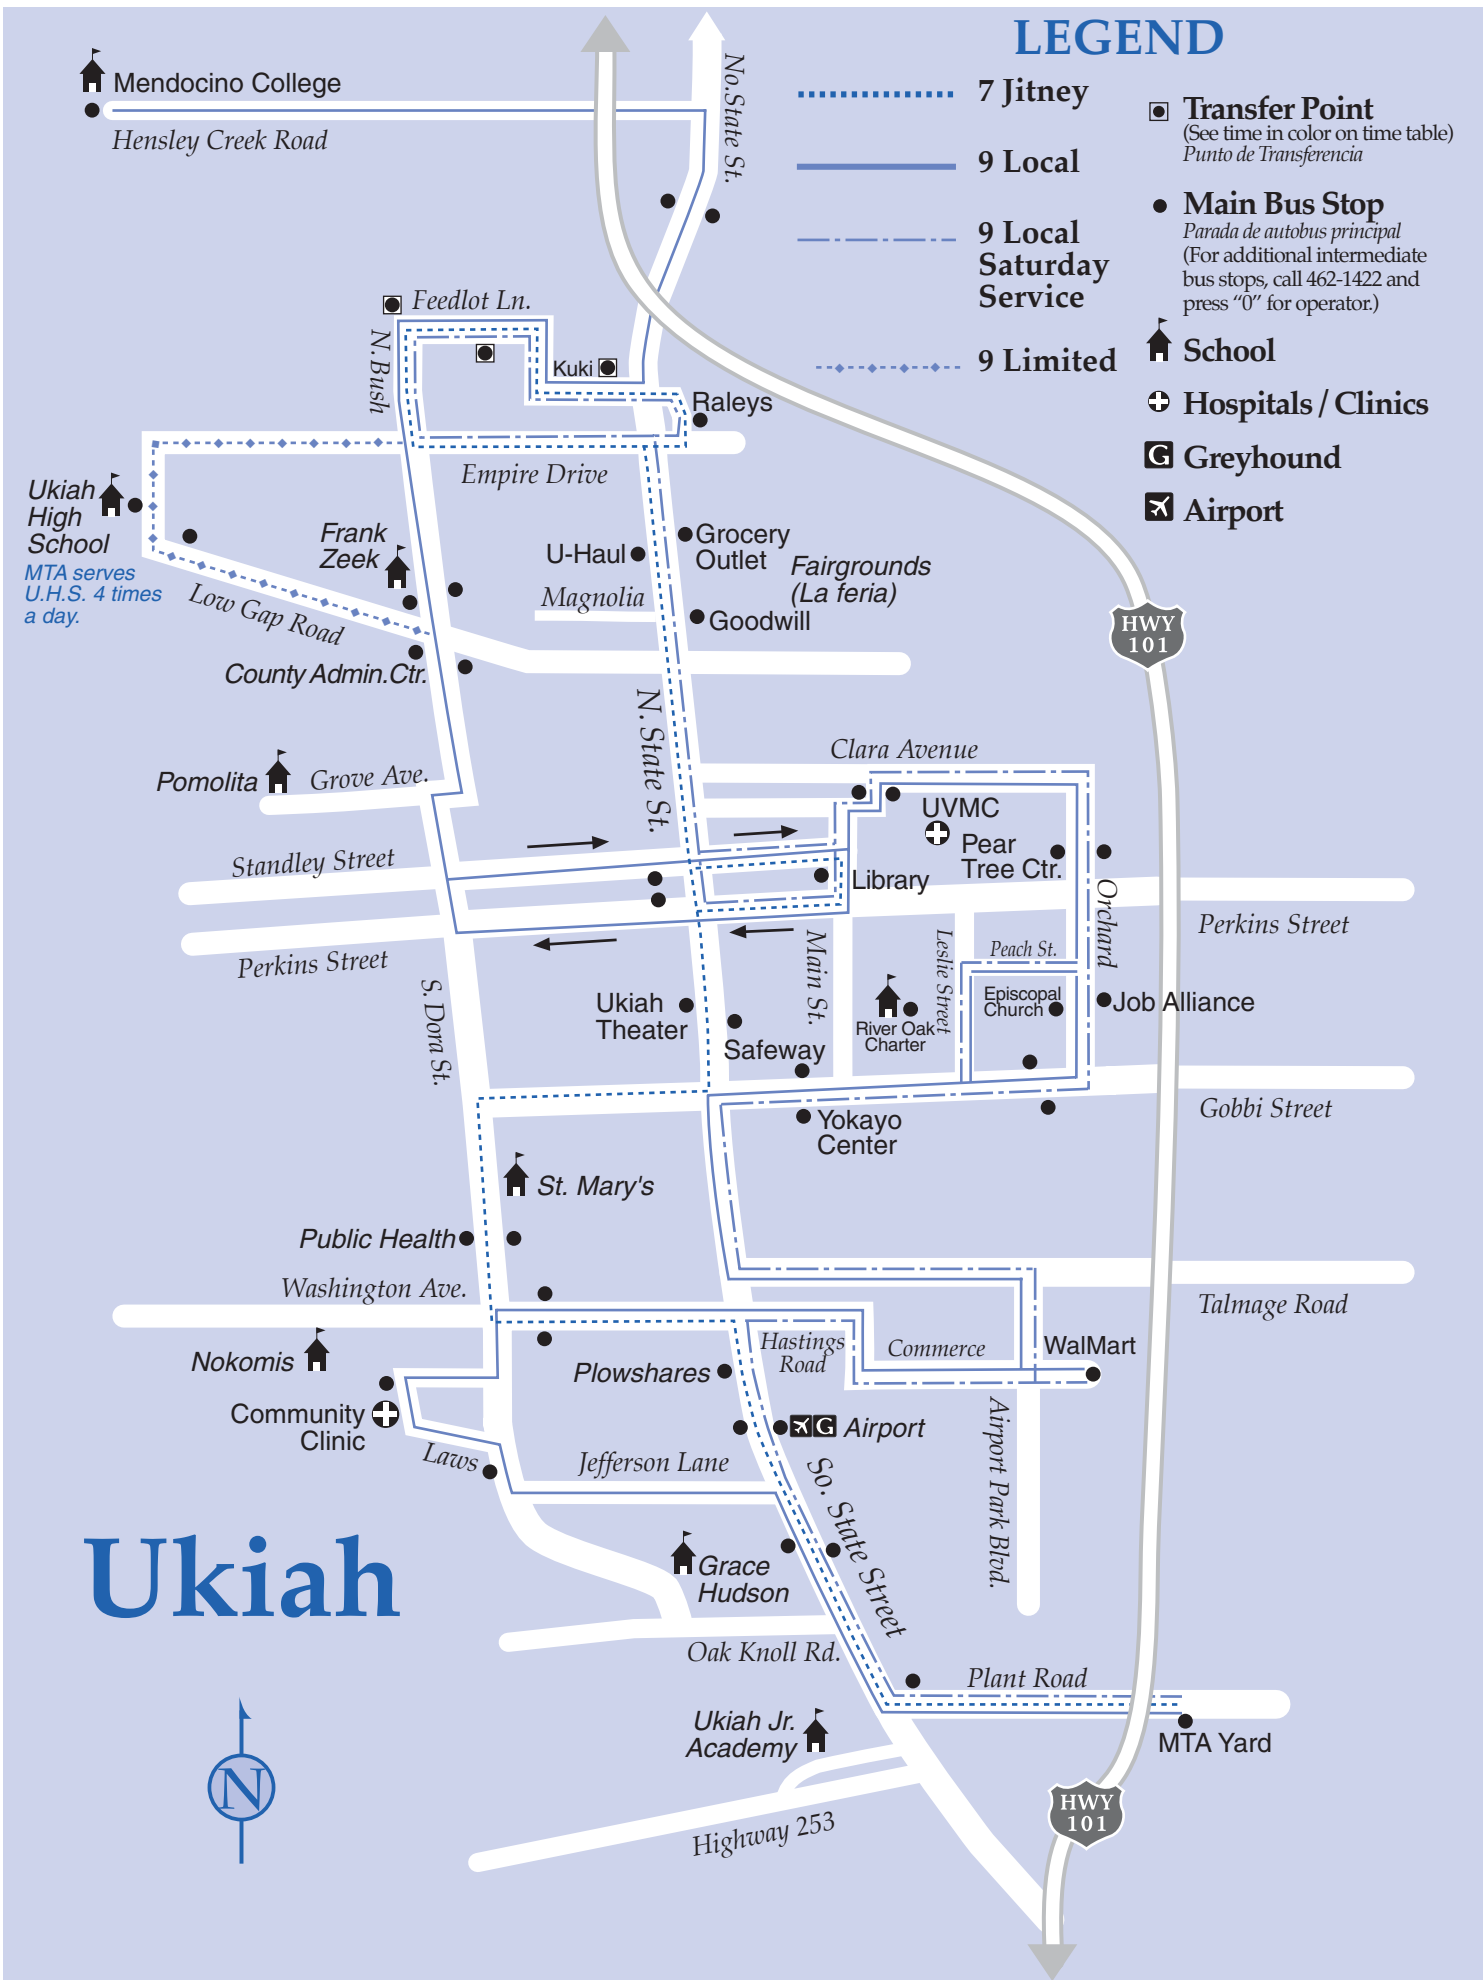 LEGEND
7 Jitney
9 Local
9 Local
Saturday
Service
9 Limited
Transfer Point
(See time in color on time table)
Punto de Transferencia
Main Bus Stop
Parada de autobus principal
(For additional intermediate
bus stops, call 462-1422 and
press “0” for operator.)
School
Hospitals / Clinics
G Greyhound
Airport
Mendocino College
Hensley Creek Road
No. State St.
Feedlot Ln.
N. Bush
Kuki
Raleys
Empire Drive
Ukiah
High
School
MTA serves
U.H.S. 4 times
a day.
Frank
Zeek
Low Gap Road
County Admin.Ctr.
U-Haul
Grocery
Outlet
Fairgrounds
(La feria)
Magnolia
Goodwill
HWY
101
N. State St.
Clara Avenue
Pomolita
Grove Ave.
UVMC
Pear
Tree Ctr.
Standley Street
Library
Orchard
Perkins Street
Perkins Street
Main St.
Leslie Street
Peach St.
S. Dora St.
Ukiah
Theater
Safeway
River Oak
Charter
Episcopal
Church
Job Alliance
Gobbi Street
Yokayo
Center
St. Mary's
Public Health
Washington Ave.
Talmage Road
Nokomis
Plowshares
Hastings
Road
Commerce
WalMart
Community
Clinic
Laws
G Airport
Jefferson Lane
So. State Street
Airport Park Blvd.
Ukiah
Grace
Hudson
Oak Knoll Rd.
Plant Road
Ukiah Jr.
Academy
MTA Yard
N
Highway 253
HWY
101